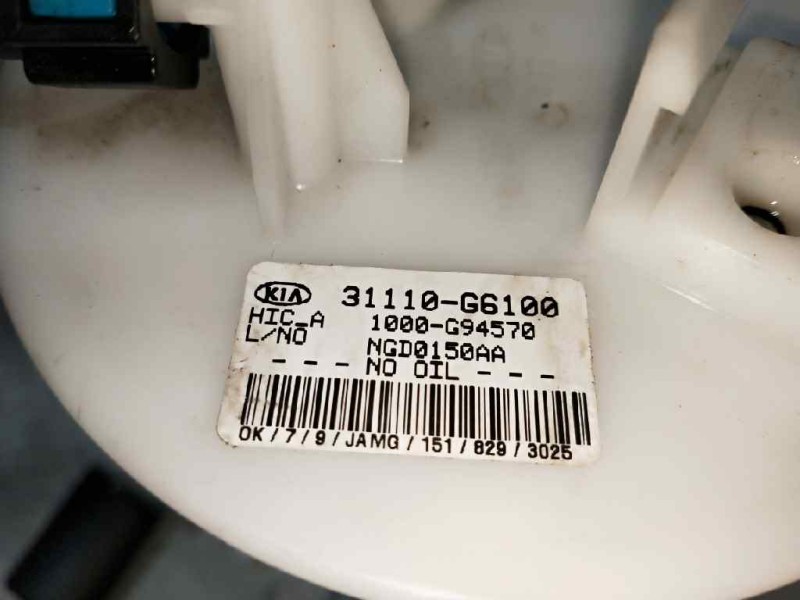 KIA 31110-G6100
HIC_A 1000-G94570
L/NO NGD0150AA
- - - NO OIL - - -
OK/7/9/JAMG/151/829/3025